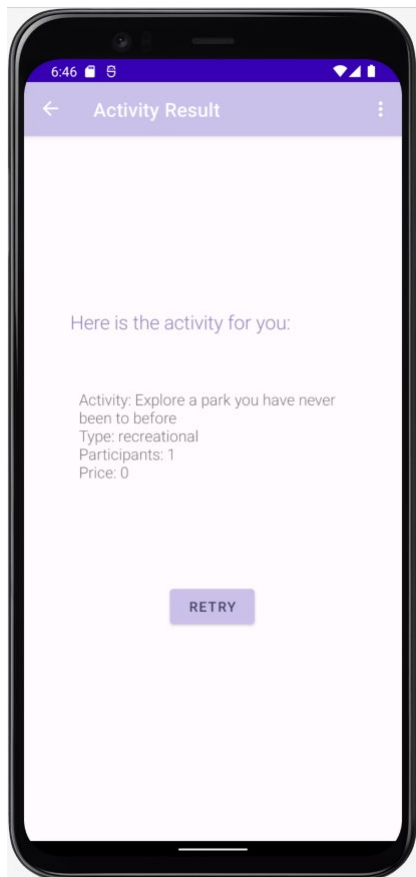 6:46
Activity Result
Here is the activity for you:
Activity: Explore a park you have never
been to before
Type: recreational
Participants: 1
Price: 0
RETRY